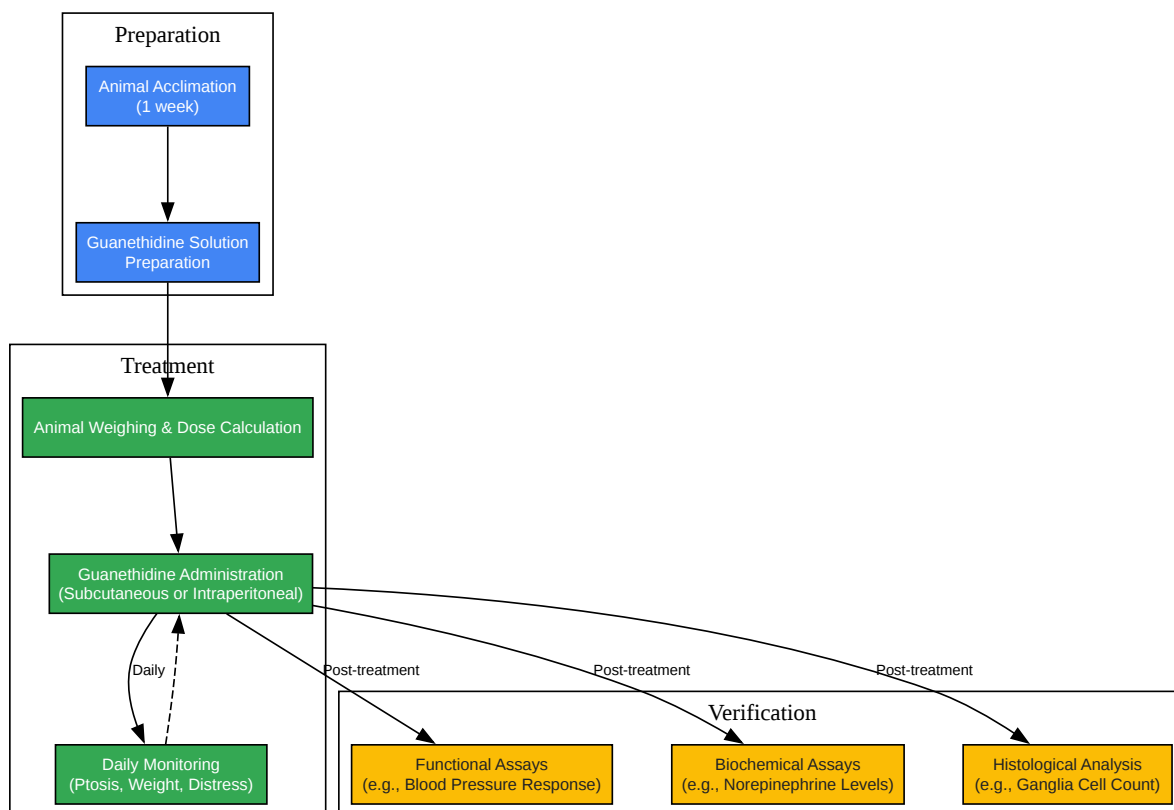 Preparation
Animal Acclimation
(1 week)
Guanethidine Solution
Preparation
Treatment
Animal Weighing & Dose Calculation
Guanethidine Administration
(Subcutaneous or Intraperitoneal)
Daily
Post-treatment
Post-treatment
Post-treatment
Daily Monitoring
(Ptosis, Weight, Distress)
Verification
Functional Assays
(e.g., Blood Pressure Response)
Biochemical Assays
(e.g., Norepinephrine Levels)
Histological Analysis
(e.g., Ganglia Cell Count)